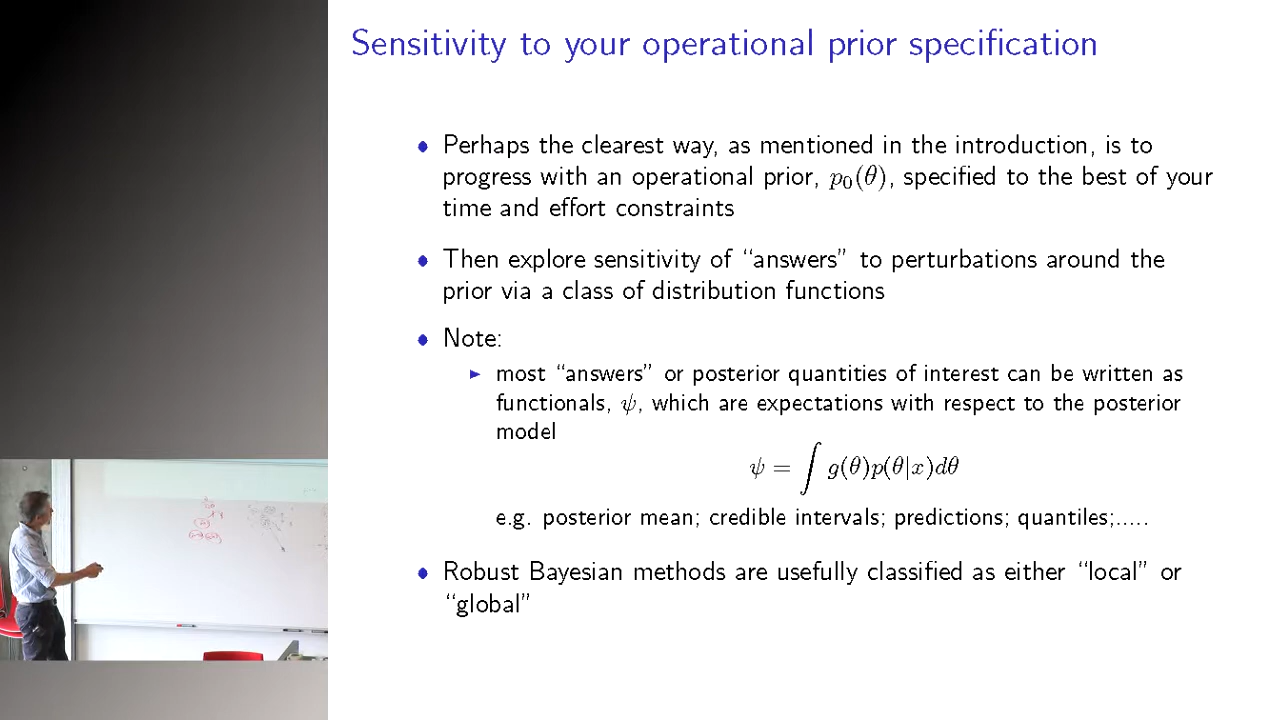 Sensitivity to your operational prior specification
• Perhaps the clearest way, as mentioned in the introduction, is to
progress with an operational prior, p₀(θ), specified to the best of your
time and effort constraints
• Then explore sensitivity of “answers” to perturbations around the
prior via a class of distribution functions
• Note:
▶ most “answers” or posterior quantities of interest can be written as
functionals, ψ, which are expectations with respect to the posterior
model
ψ = ∫ g(θ)p(θ|x)dθ
e.g. posterior mean; credible intervals; predictions; quantiles;.....
• Robust Bayesian methods are usefully classified as either “local” or
“global”